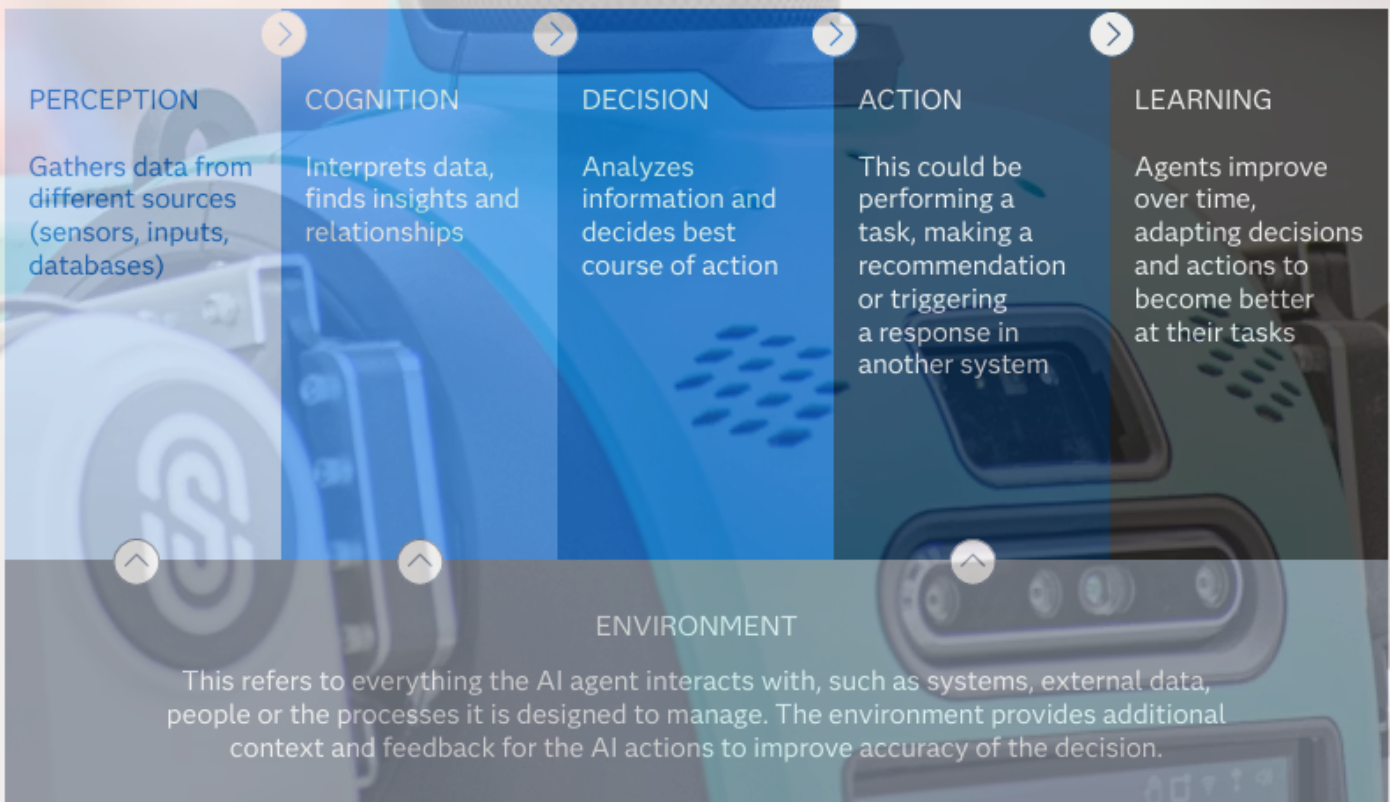 PERCEPTION
Gathers data from
different sources
(sensors, inputs,
databases)
COGNITION
Interprets data,
finds insights and
relationships
DECISION
Analyzes
information and
decides best
course of action
ACTION
This could be
performing a
task, making a
recommendation
or triggering
a response in
another system
LEARNING
Agents improve
over time,
adapting decisions
and actions to
become better
at their tasks
ENVIRONMENT
This refers to everything the AI agent interacts with, such as systems, external data,
people or the processes it is designed to manage. The environment provides additional
context and feedback for the AI actions to improve accuracy of the decision.